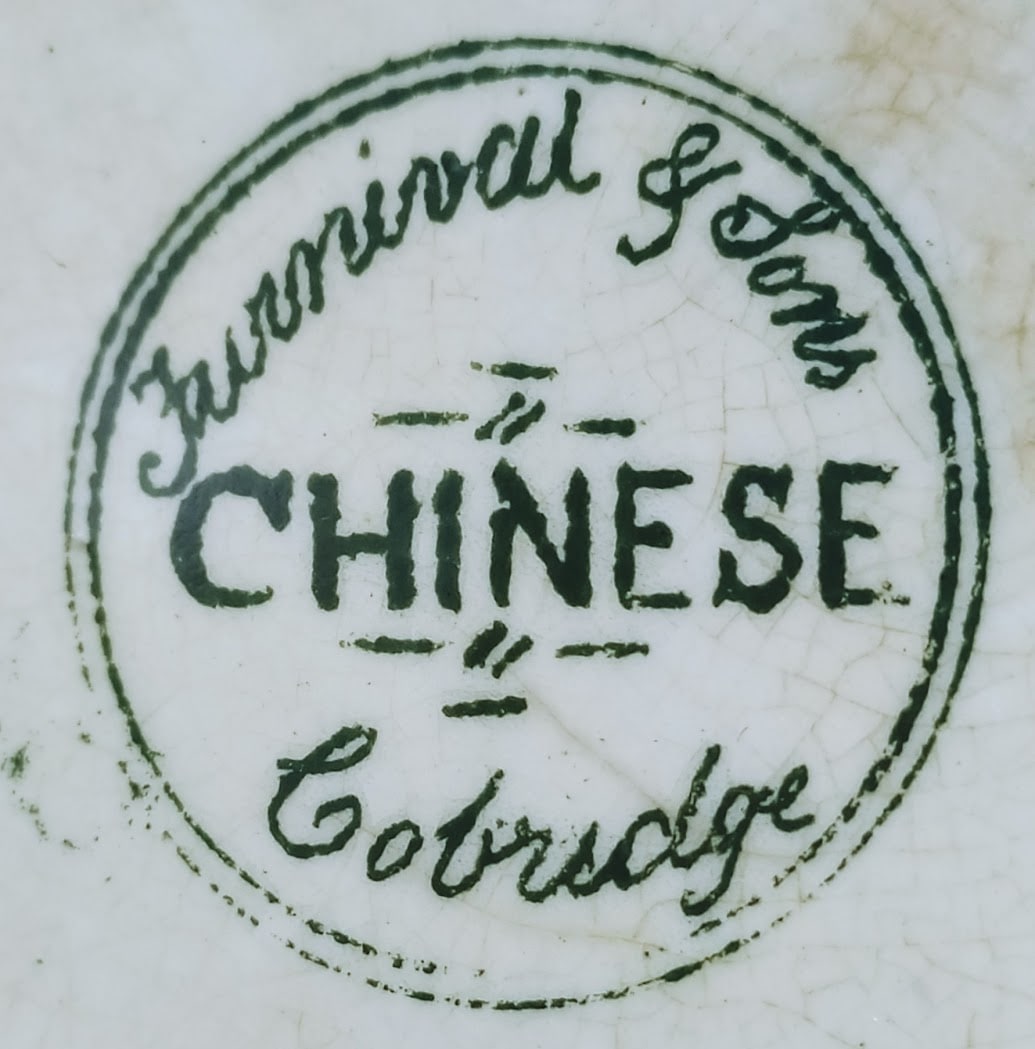 Furnival & Sons
CHINESE
Cobridge